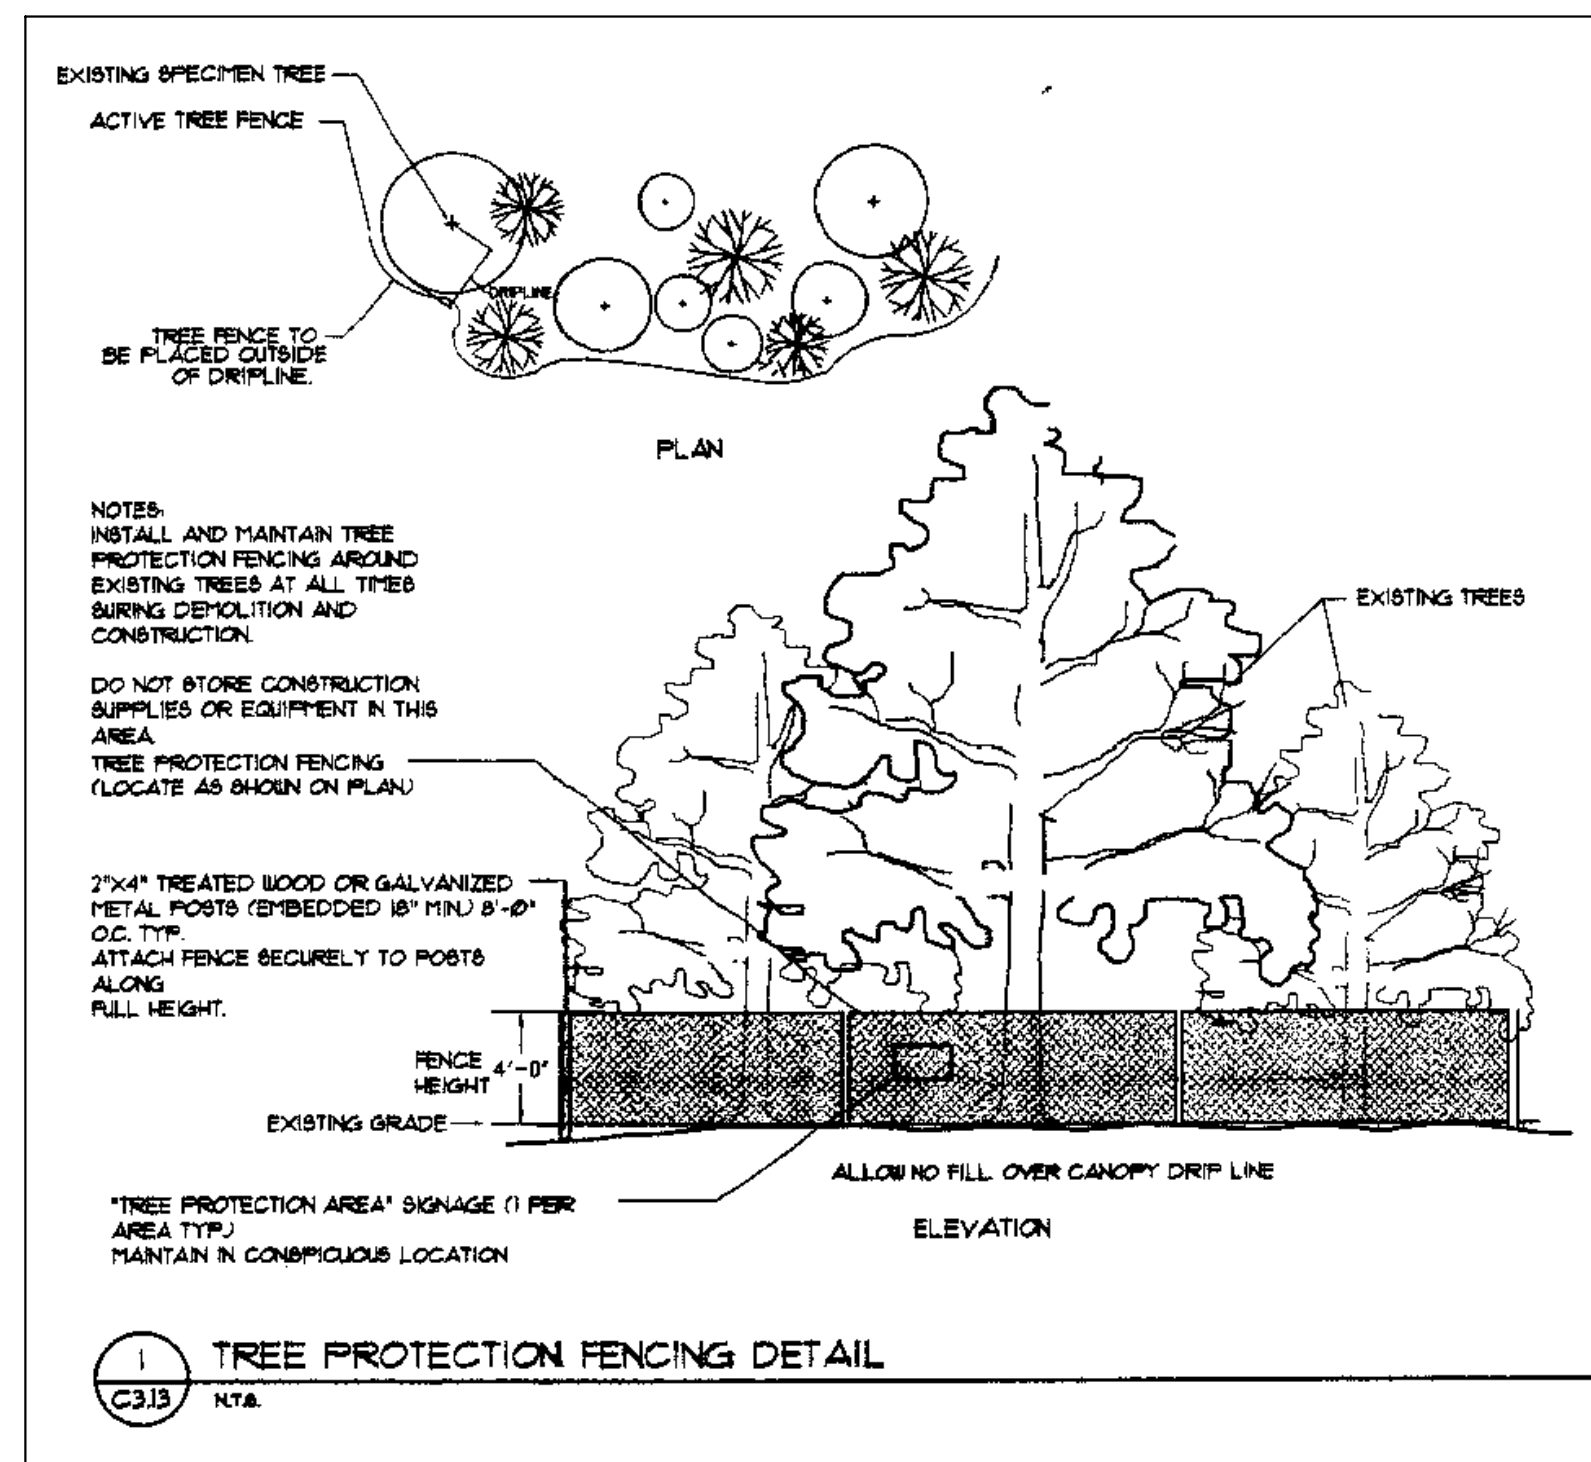 EXISTING SPECIMEN TREE
ACTIVE TREE FENCE
DRIPLINE
TREE FENCE TO
BE PLACED OUTSIDE
OF DRIPLINE.
PLAN
NOTES:
INSTALL AND MAINTAIN TREE
PROTECTION FENCING AROUND
EXISTING TREES AT ALL TIMES
SURING DEMOLITION AND
CONSTRUCTION.
DO NOT STORE CONSTRUCTION
SUPPLIES OR EQUIPMENT IN THIS
AREA.
TREE PROTECTION FENCING
(LOCATE AS SHOWN ON PLAN)
EXISTING TREES
2"X4" TREATED WOOD OR GALVANIZED
METAL POSTS (EMBEDDED 18" MIN.) 8'-0"
O.C. TYP.
ATTACH FENCE SECURELY TO POSTS
ALONG
FULL HEIGHT.
FENCE
HEIGHT
4'-0"
EXISTING GRADE
ALLOW NO FILL OVER CANOPY DRIP LINE
"TREE PROTECTION AREA" SIGNAGE (1 PER
AREA TYP.)
MAINTAIN IN CONSPICUOUS LOCATION
ELEVATION
1
C3.13
TREE PROTECTION FENCING DETAIL
N.T.S.